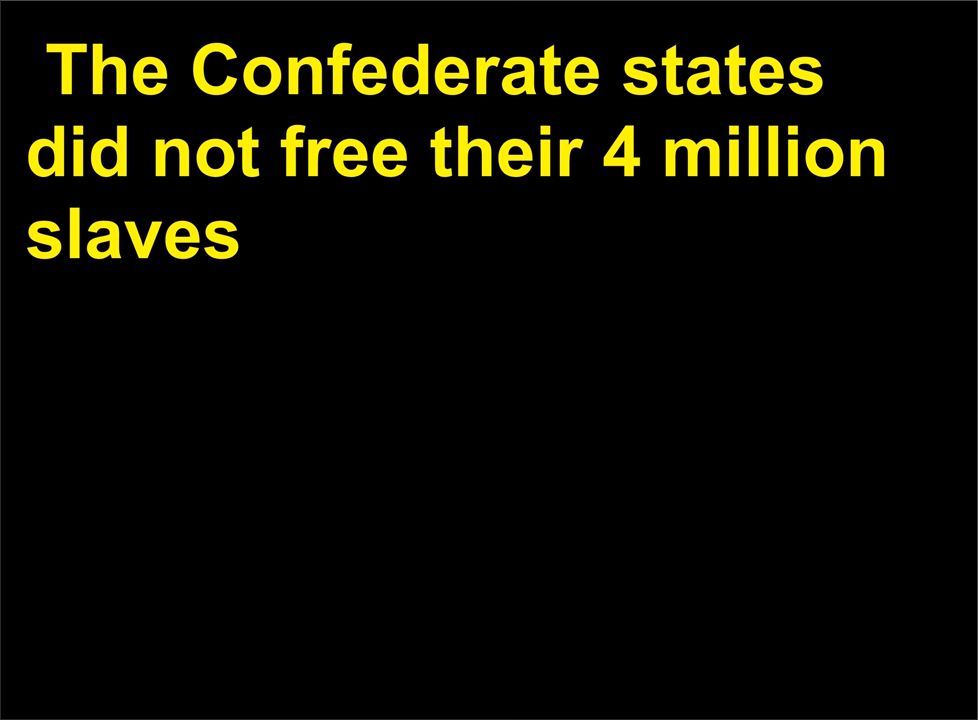 The Confederate states
did not free their 4 million
slaves